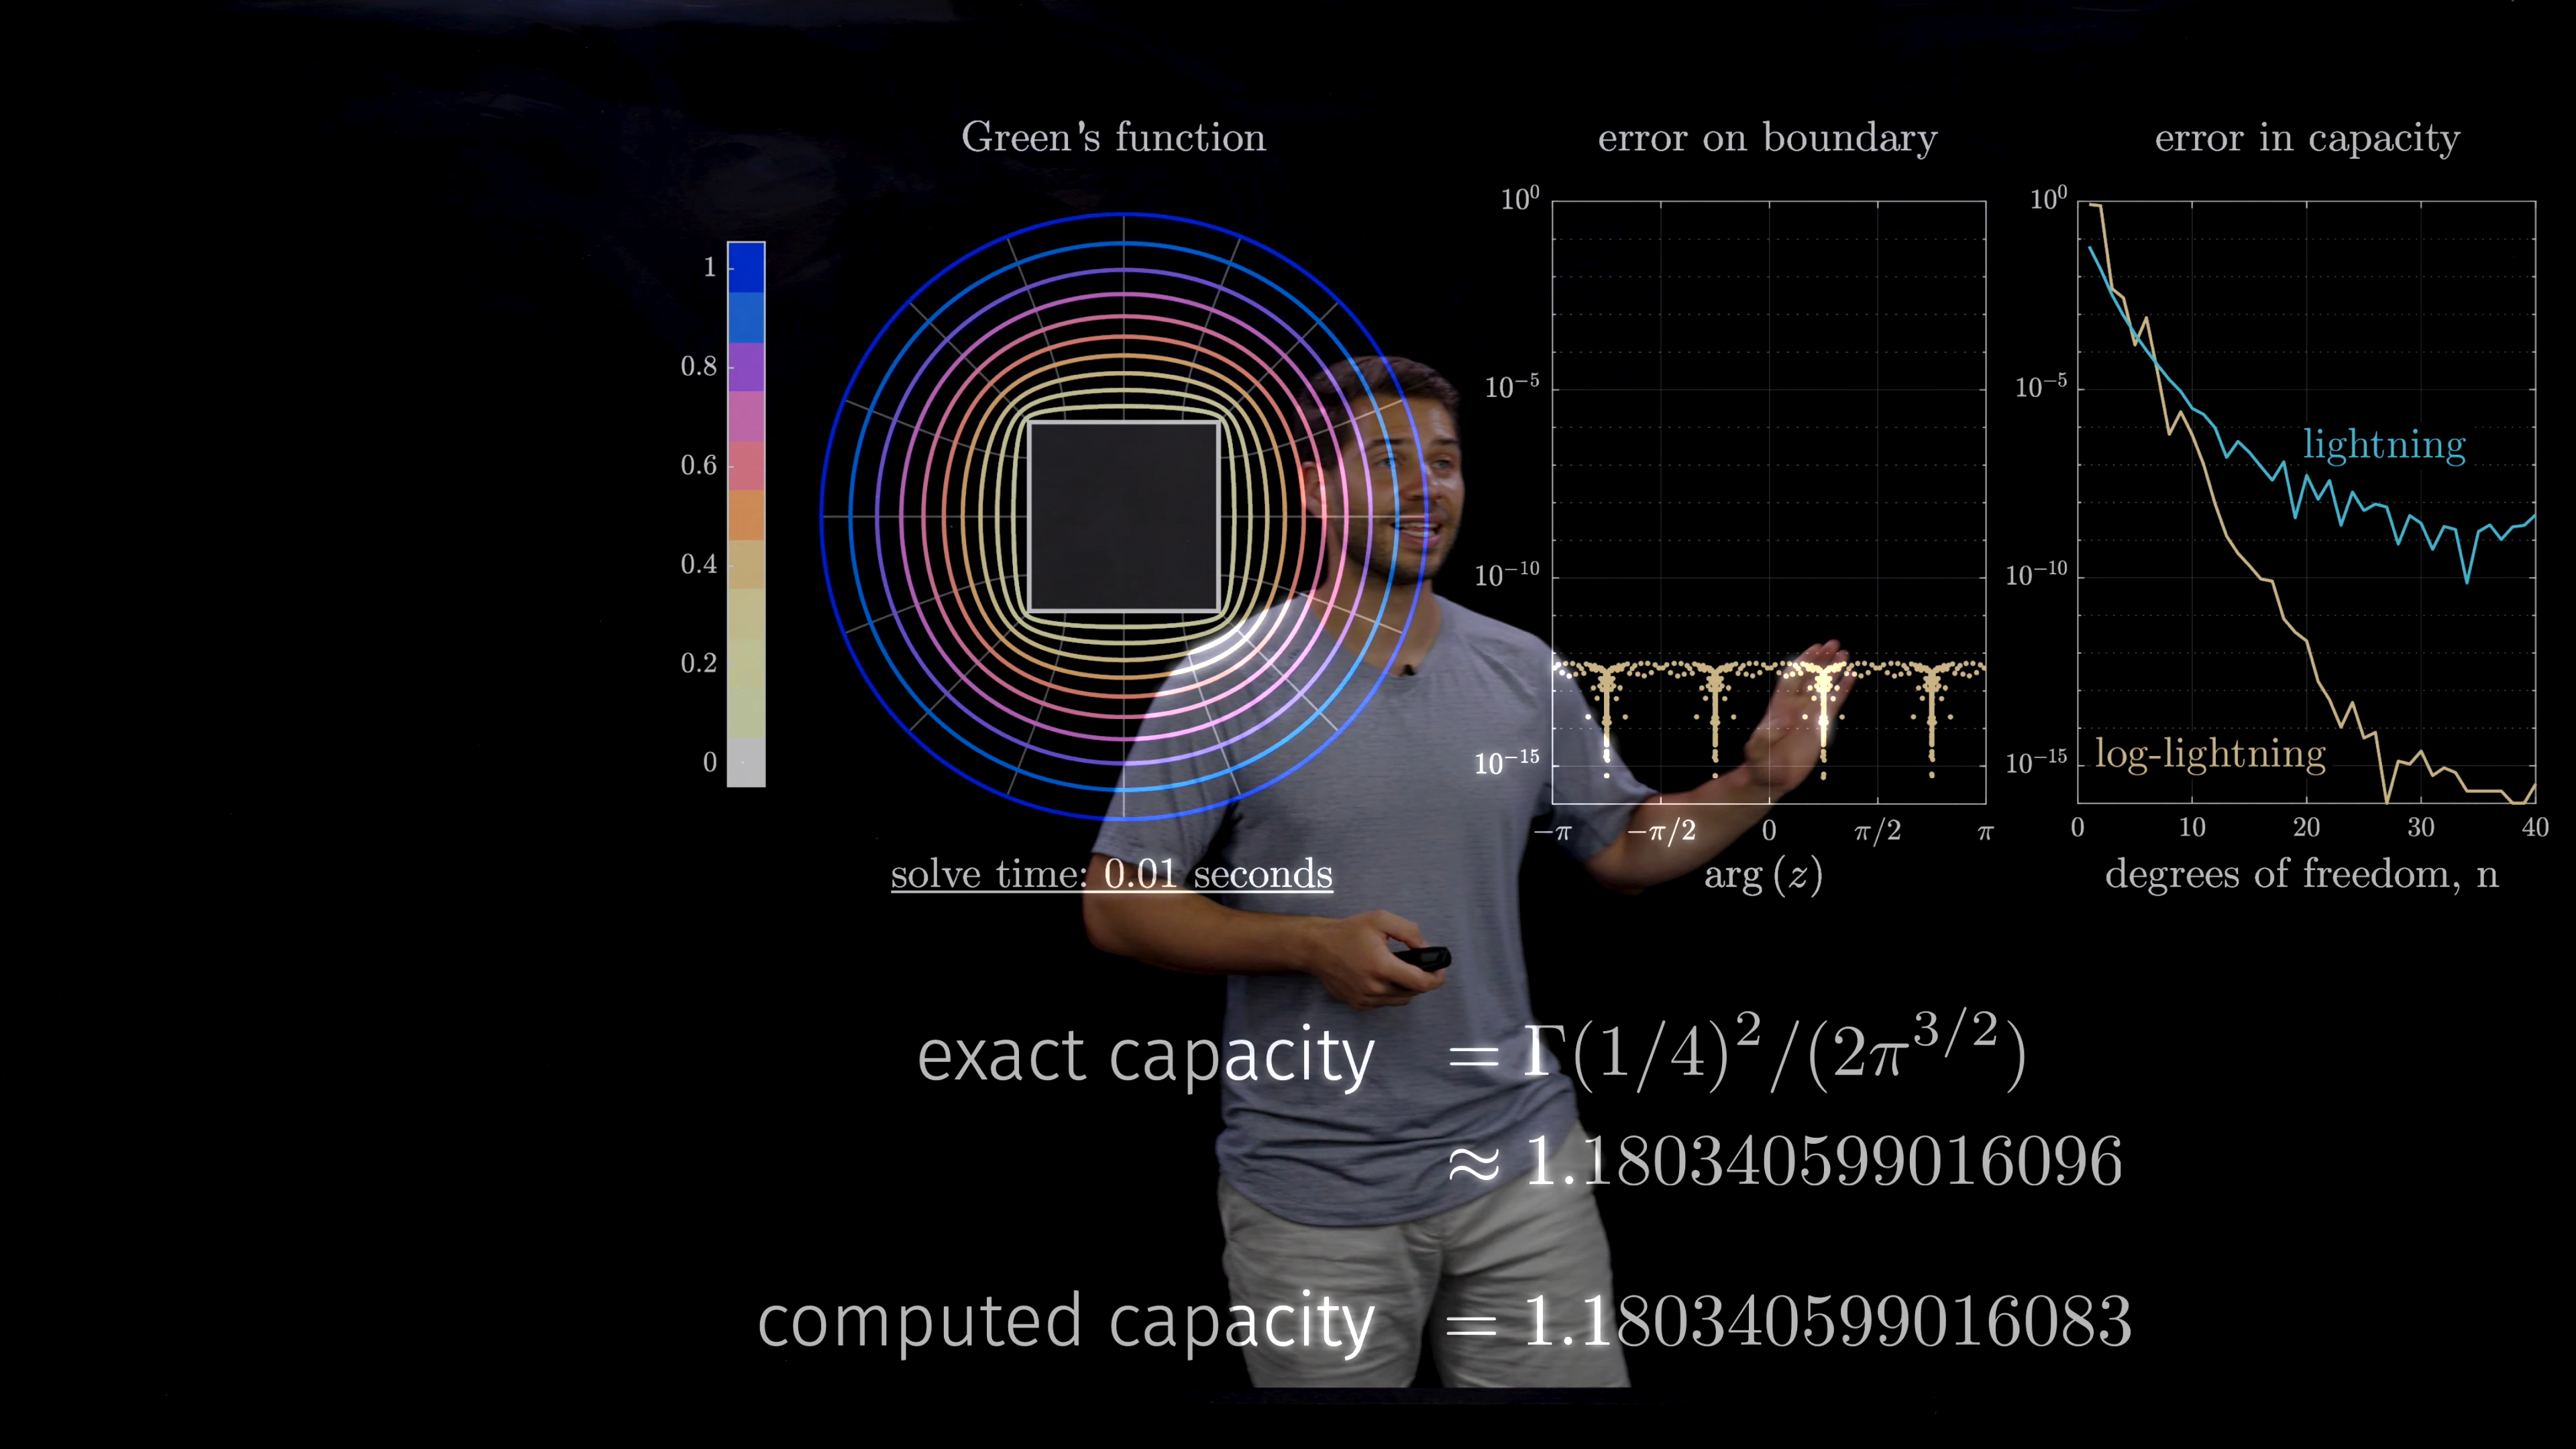 Green's function
1
0.8
0.6
0.4
0.2
0
solve time: 0.01 seconds
error on boundary
10⁰
10⁻⁵
10⁻¹⁰
10⁻¹⁵
−π −π/2 0 π/2 π
arg (z)
error in capacity
10⁰
10⁻⁵
10⁻¹⁰
10⁻¹⁵
lightning
log-lightning
0 10 20 30 40
degrees of freedom, n
exact capacity = Γ(1/4)²/(2π³ᐟ²)
≈ 1.180340599016096
computed capacity = 1.180340599016083